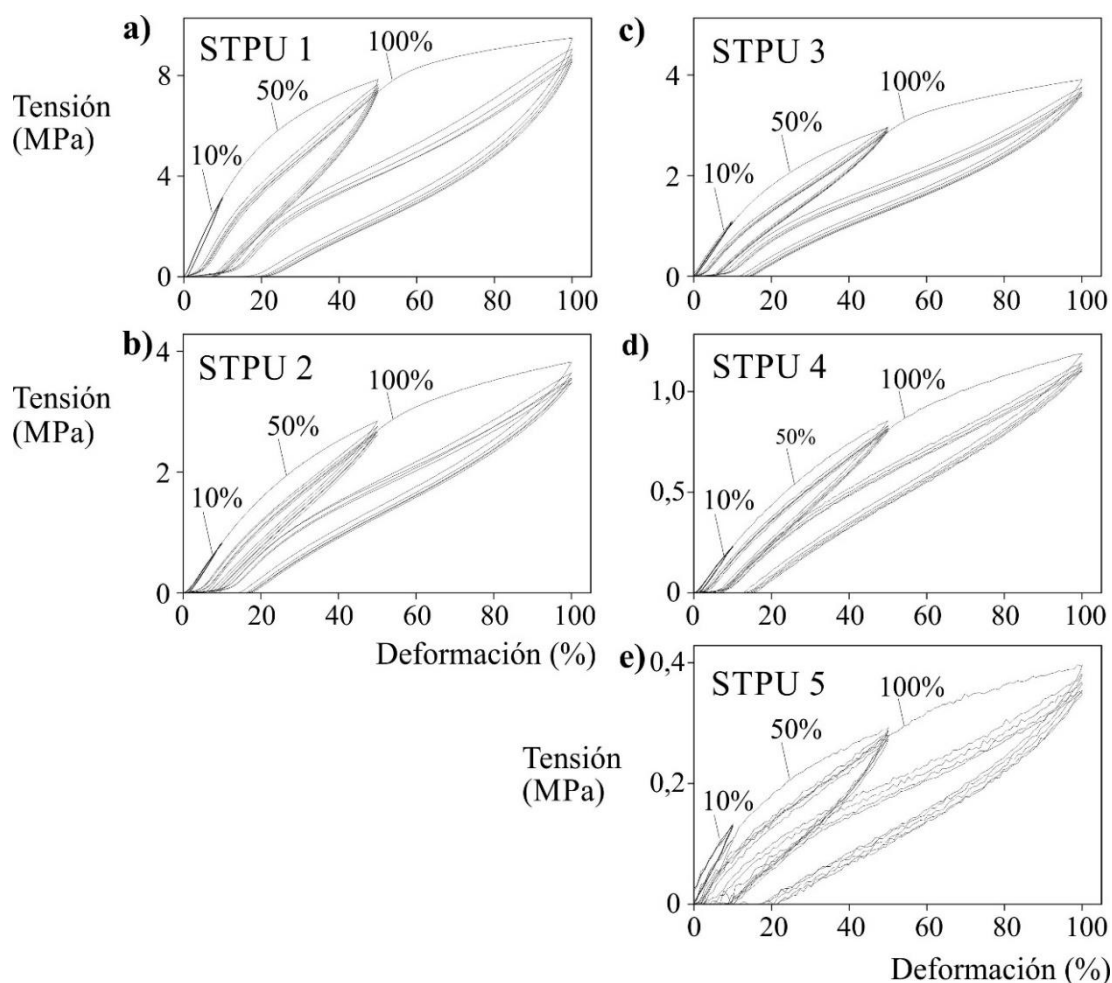 a)
STPU 1
100%
50%
10%
Tensión
(MPa)
8
4
0
0 20 40 60 80 100
c)
STPU 3
100%
50%
10%
4
2
0
0 20 40 60 80 100
b)
STPU 2
100%
50%
10%
Tensión
(MPa)
4
2
0
0 20 40 60 80 100
Deformación (%)
d)
STPU 4
100%
50%
10%
1,0
0,5
0
0 20 40 60 80 100
e)
STPU 5
100%
50%
10%
Tensión
(MPa)
0,4
0,2
0
0 20 40 60 80 100
Deformación (%)